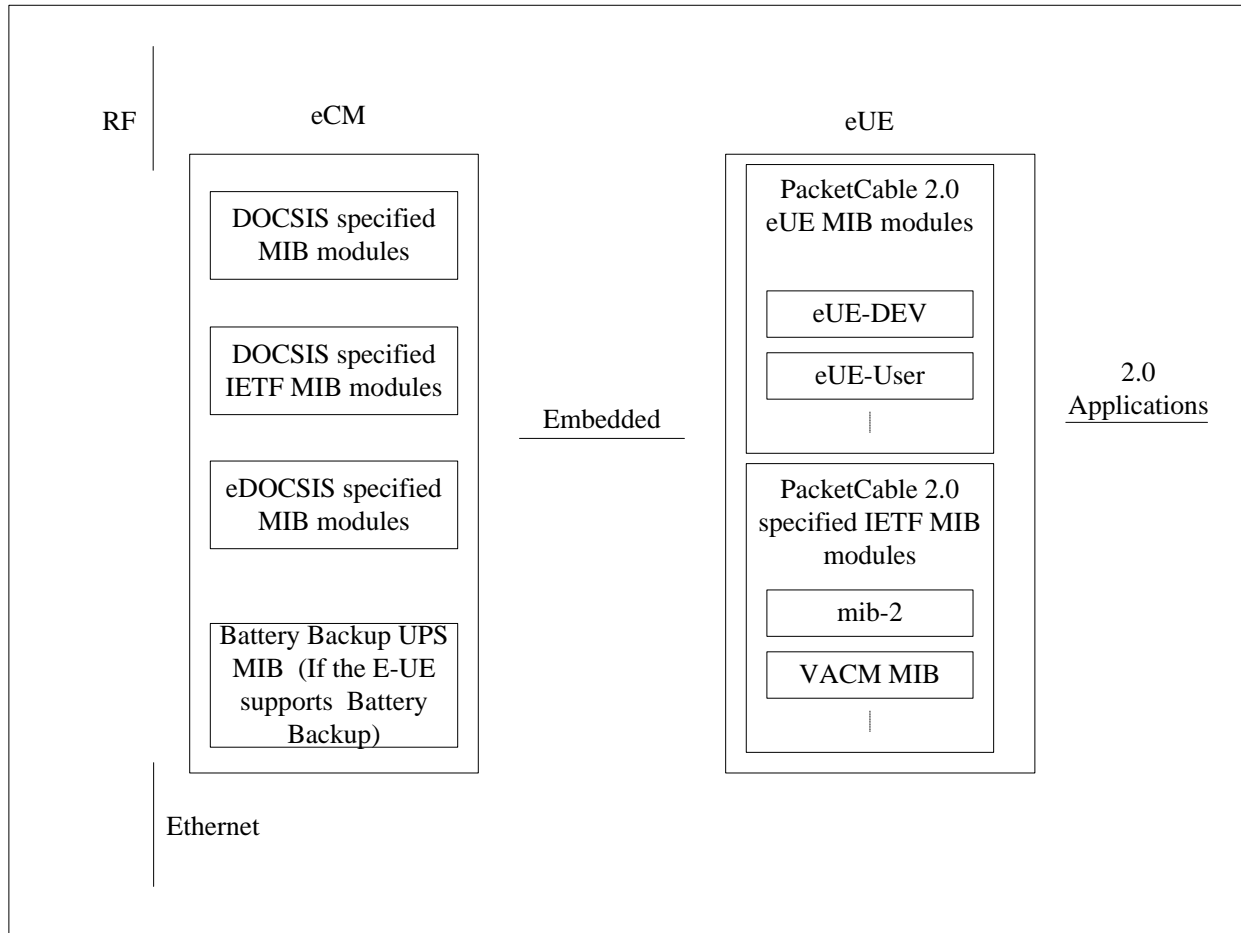 RF
eCM
eUE
DOCSIS specified
MIB modules
DOCSIS specified
IETF MIB modules
eDOCSIS specified
MIB modules
Battery Backup UPS
MIB (If the E-UE
supports Battery
Backup)
Embedded
PacketCable 2.0
eUE MIB modules
eUE-DEV
eUE-User
PacketCable 2.0
specified IETF MIB
modules
mib-2
VACM MIB
2.0
Applications
Ethernet